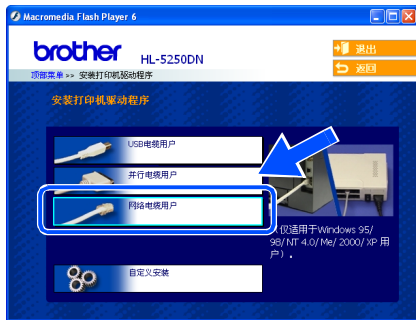 Macromedia Flash Player 6
brother HL-5250DN
退出
返回
顶部菜单 >> 安装打印机驱动程序
安装打印机驱动程序
USB电缆用户
并行电缆用户
网络电缆用户
仅适用于Windows 95/
98/ NT 4.0/ Me/ 2000/ XP 用
户）。
自定义安装